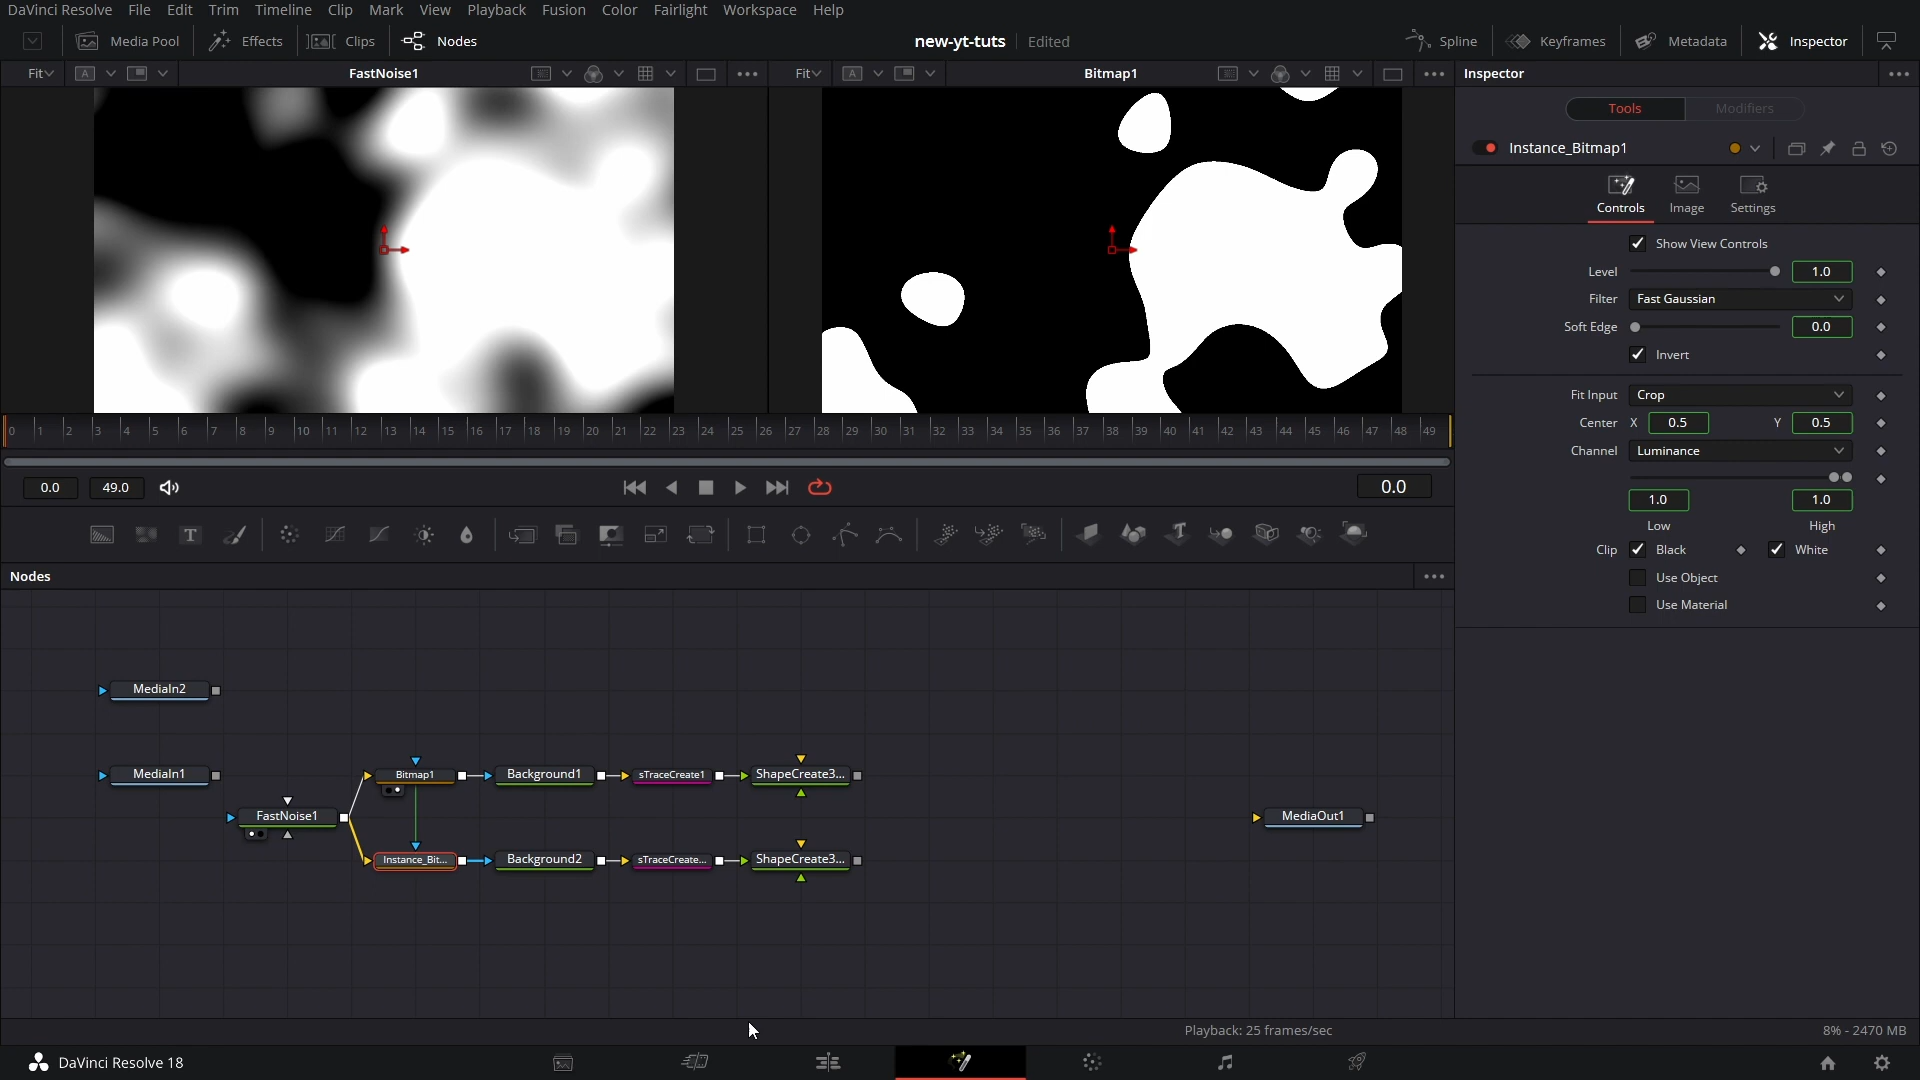 DaVinci Resolve File Edit Trim Timeline Clip Mark View Playback Fusion Color Fairlight Workspace Help
Media Pool Effects Clips Nodes new-yt-tuts Edited Spline Keyframes Metadata Inspector
Fit A FastNoise1 Fit A Bitmap1 Inspector
Tools Modifiers
Instance_Bitmap1
Controls Image Settings
Show View Controls
Level 1.0
Filter Fast Gaussian
Soft Edge 0.0
Invert
Fit Input Crop
Center X 0.5 Y 0.5
Channel Luminance
1.0 1.0
Low High
Clip Black White
Use Object
Use Material
0 1 2 3 4 5 6 7 8 9 10 11 12 13 14 15 16 17 18 19 20 21 22 23 24 25 26 27 28 29 30 31 32 33 34 35 36 37 38 39 40 41 42 43 44 45 46 47 48 49
0.0 49.0 0.0
T
Nodes
MediaIn2
MediaIn1 Bitmap1 Background1 sTraceCreate1 ShapeCreate3...
FastNoise1 MediaOut1
Instance_Bit... Background2 sTraceCreate... ShapeCreate3...
Playback: 25 frames/sec 8% - 2470 MB
DaVinci Resolve 18